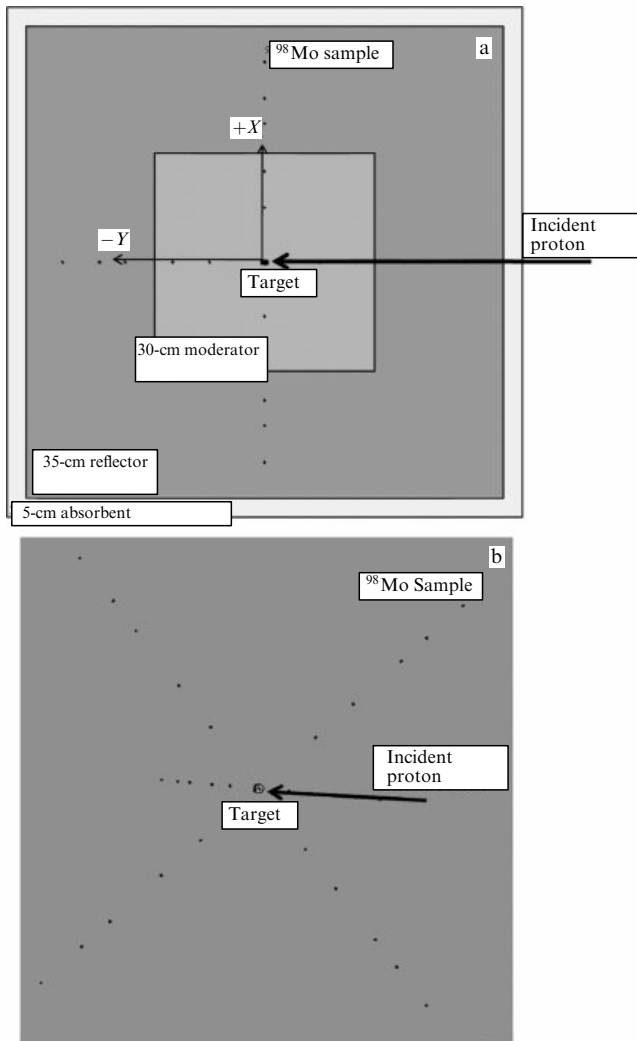 ⁹⁸Mo sample
a
+X
−Y
Incident
proton
Target
30-cm moderator
35-cm reflector
5-cm absorbent
b
⁹⁸Mo Sample
Incident
proton
Target